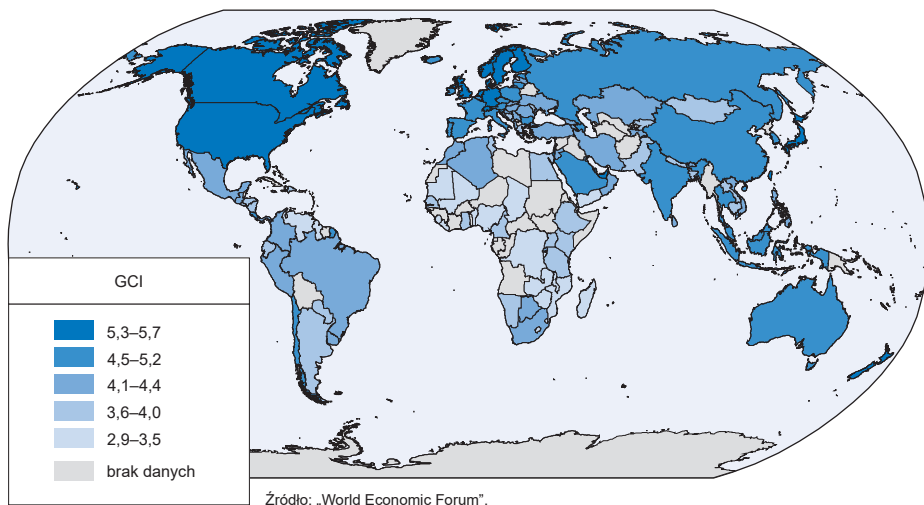 GCI
5,3–5,7
4,5–5,2
4,1–4,4
3,6–4,0
2,9–3,5
brak danych
Źródło: „World Economic Forum”.